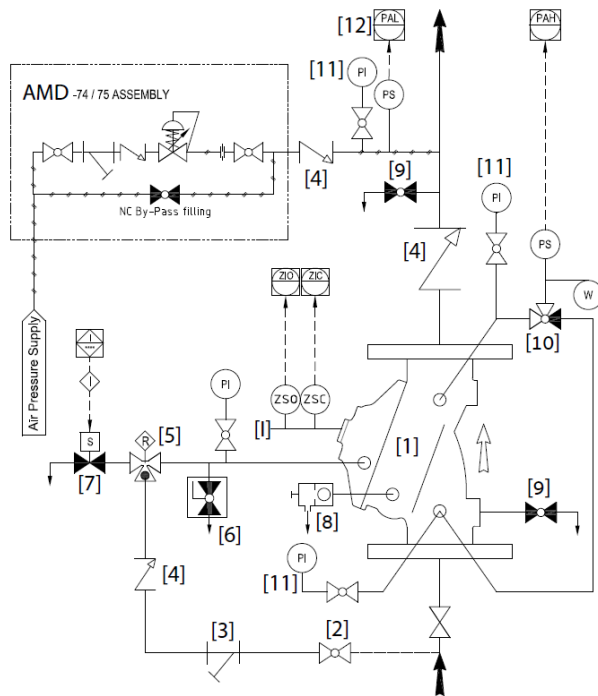 [12]
PAL
PAH
[11]
PI
PS
AMD -74 / 75 ASSEMBLY
[4]
[9]
[11]
PI
NC By-Pass filling
[4]
PS
W
[10]
ZIO
ZIC
Air Pressure Supply
I
****
I
PI
ZSO
ZSC
[I]
[1]
S
R
[5]
[7]
[6]
[8]
[9]
[4]
PI
[11]
[3]
[2]